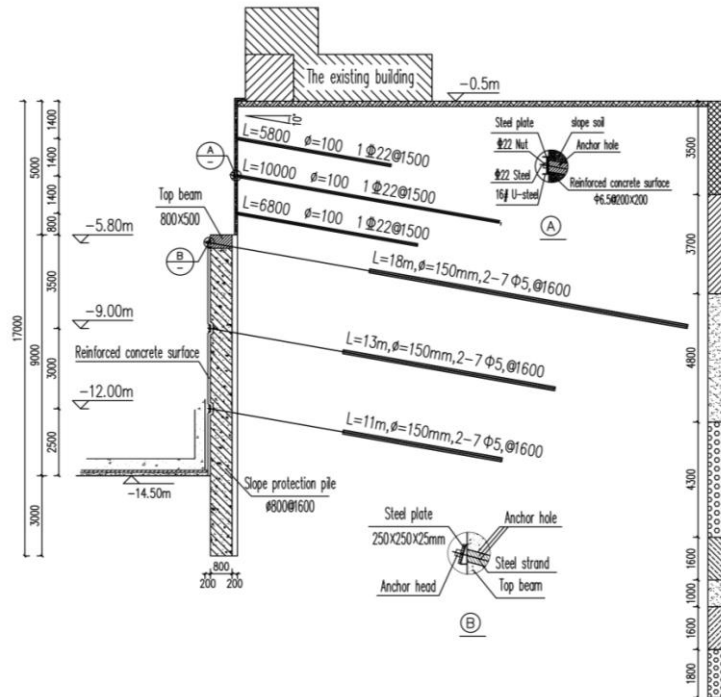 The existing building
-0.5m
10°
L=5800 ø=100 1Φ22@1500
L=10000 ø=100 1Φ22@1500
L=6800 ø=100 1Φ22@1500
Steel plate
slope soil
Φ22 Nut
Anchor hole
Φ22 Steel
Reinforced concrete surface
16# U-steel
Φ6.5@200X200
A
A
-
Top beam
800X500
B
-
-5.80m
-9.00m
-12.00m
-14.50m
L=18m,ø=150mm,2-7Φ5,@1600
L=13m,ø=150mm,2-7Φ5,@1600
L=11m,ø=150mm,2-7Φ5,@1600
Reinforced concrete surface
Slope protection pile
ø800@1600
Steel plate
250X250X25mm
Anchor hole
Steel strand
Anchor head
Top beam
B
17000
5000
9000
3000
1400
1400
1400
800
3500
3000
2500
800
200
200
3500
3700
4800
4300
1600
1000
1600
1800